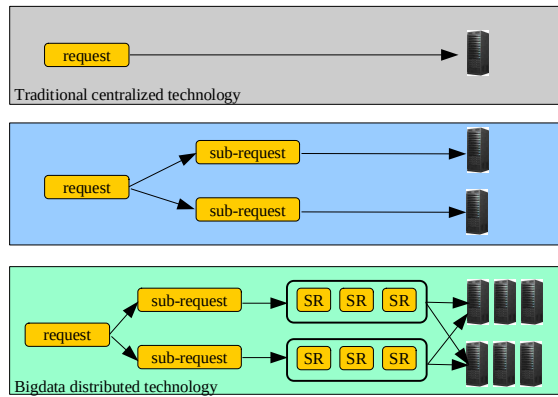 request
Traditional centralized technology
sub-request
request
sub-request
sub-request
SR SR SR
request
sub-request
SR SR SR
Bigdata distributed technology